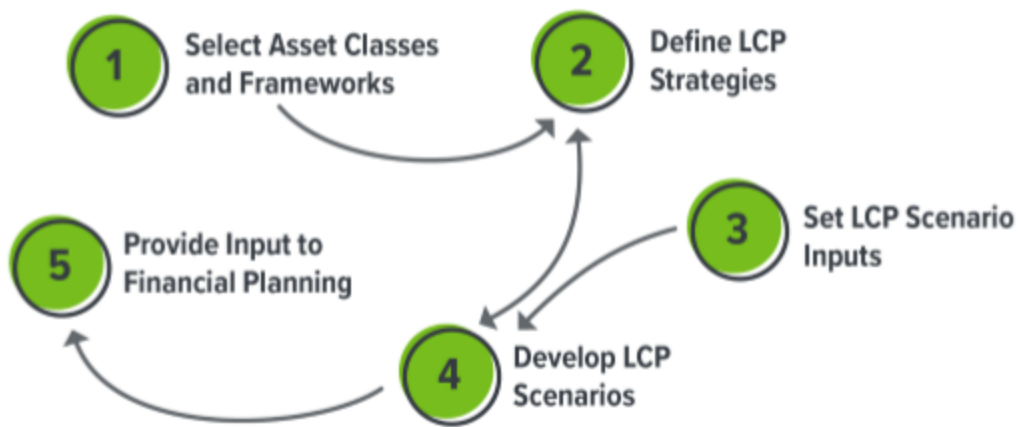 1
Select Asset Classes
and Frameworks
2
Define LCP
Strategies
3
Set LCP Scenario
Inputs
4
Develop LCP
Scenarios
5
Provide Input to
Financial Planning